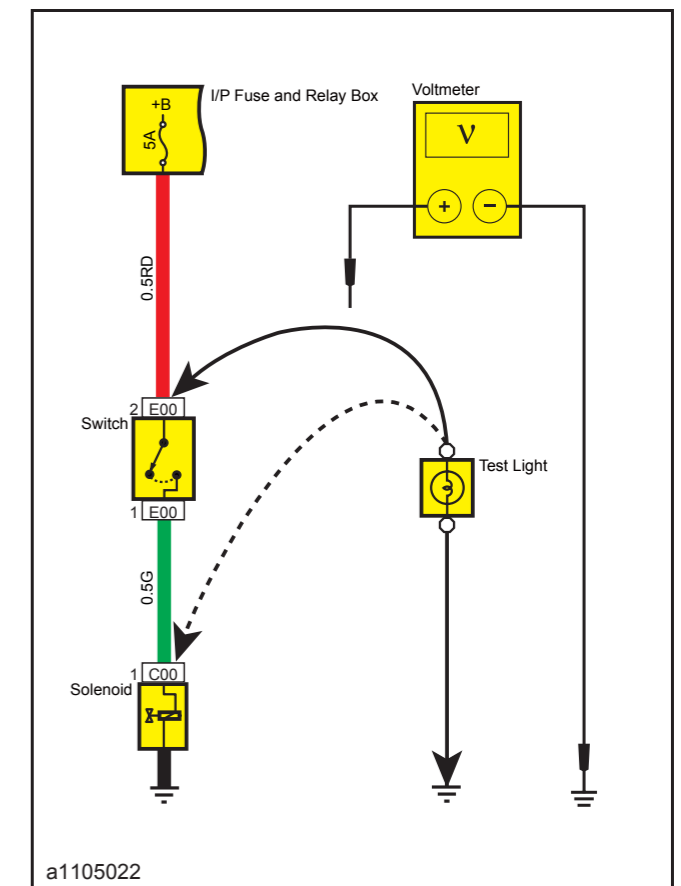 I/P Fuse and Relay Box
Voltmeter
+B
5A
V
+
−
0.5RD
2 E00
Switch
Test Light
1 E00
0.5G
1 C00
Solenoid
a1105022